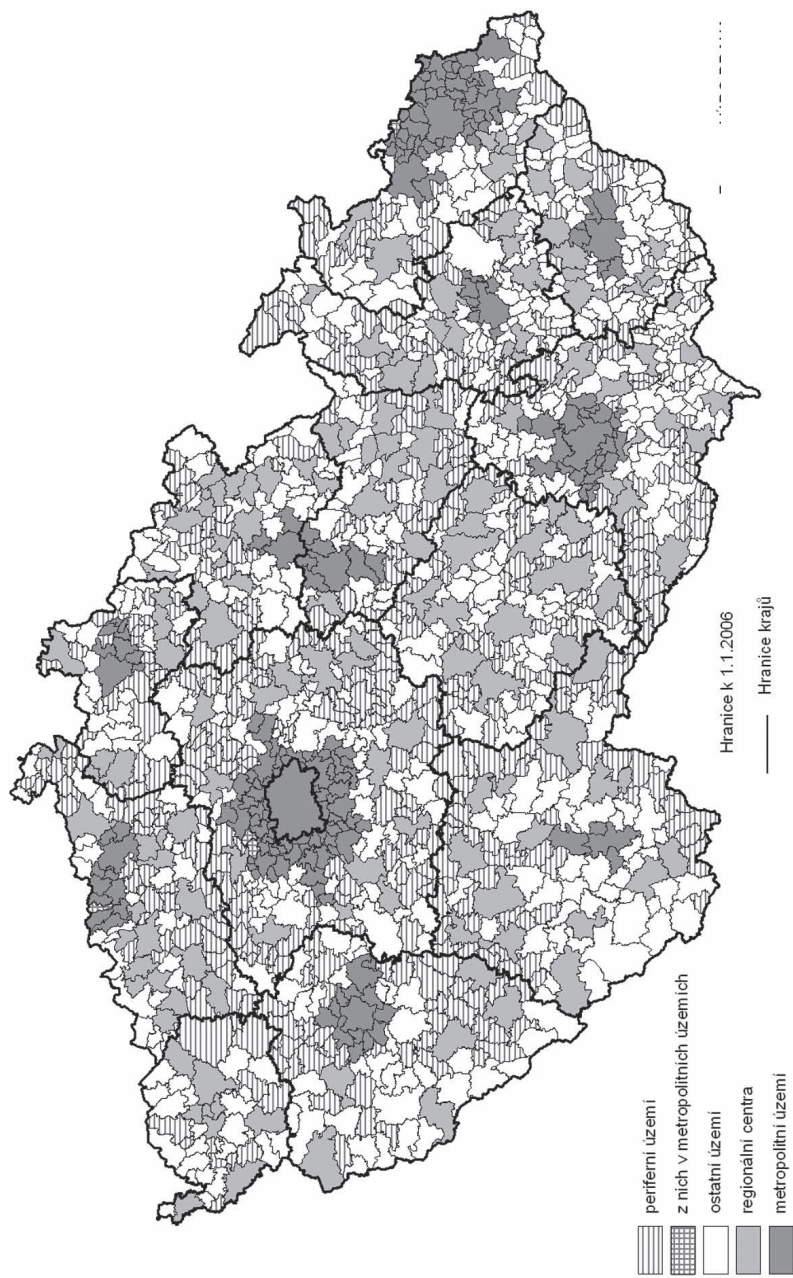 Hranice k 1.1.2006
Hranice krajů
periferní území
z nich v metropolitních územích
ostatní území
regionální centra
metropolitní území